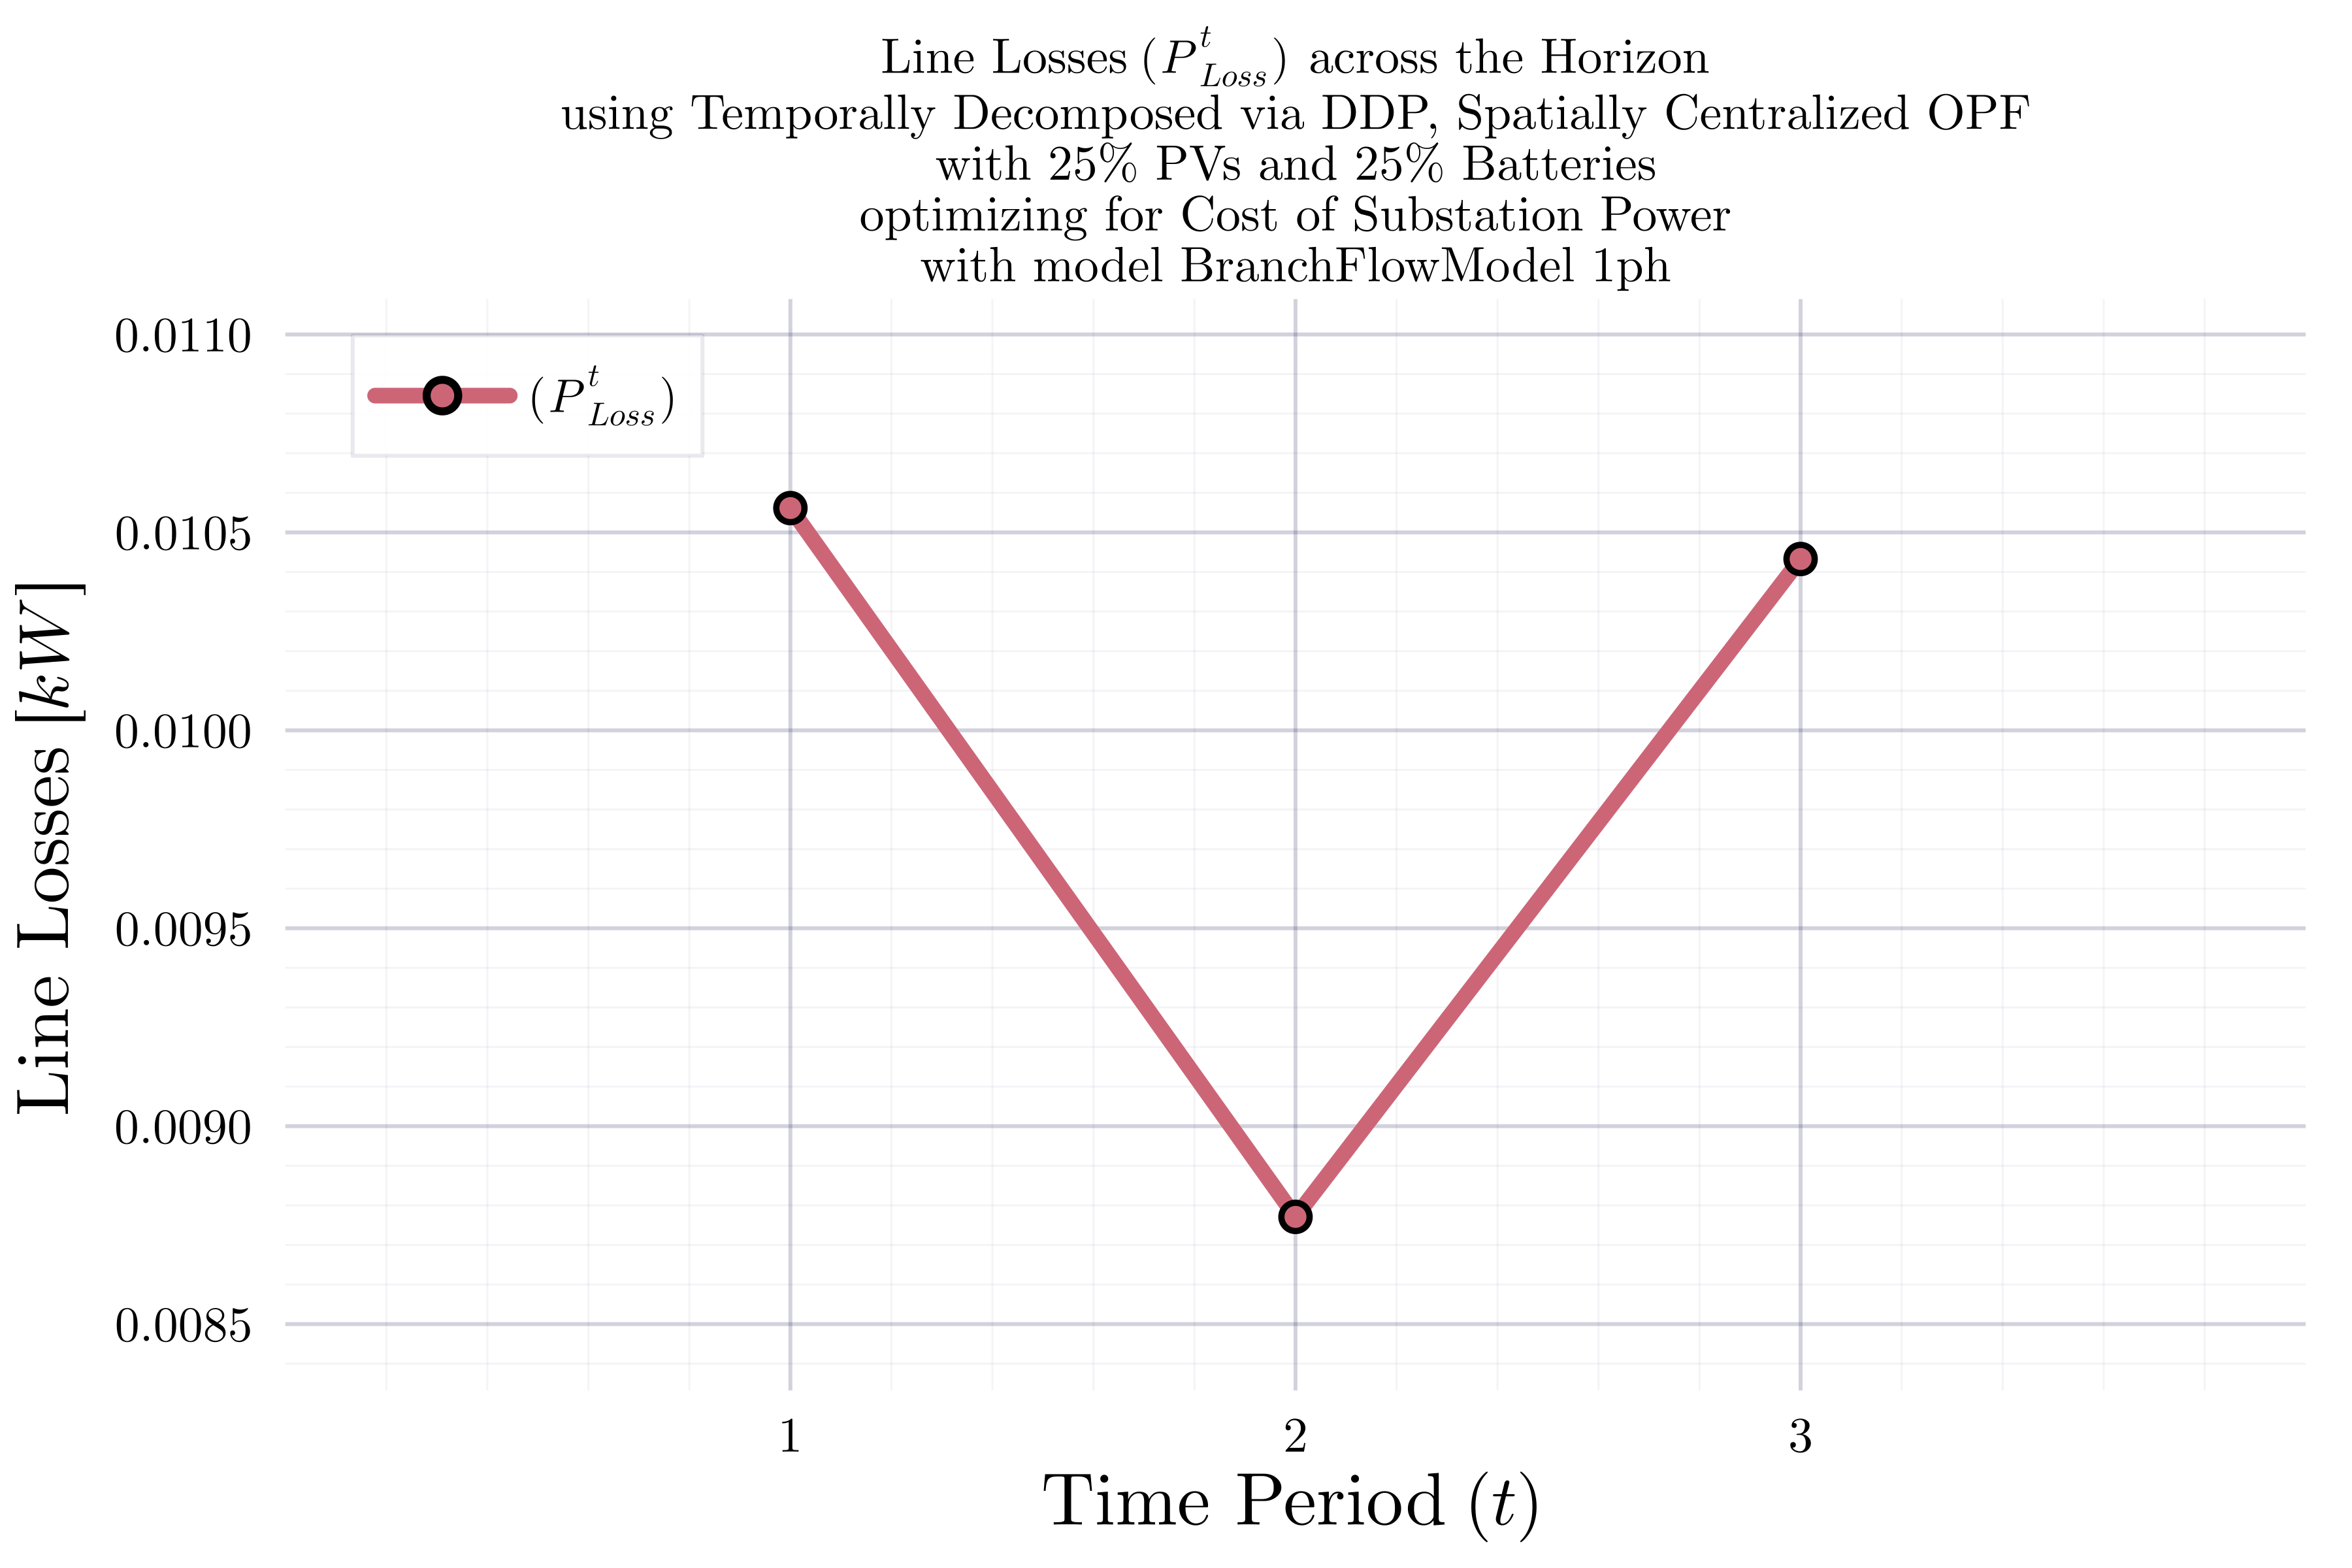 Line Losses (P^t_Loss) across the Horizon
using Temporally Decomposed via DDP, Spatially Centralized OPF
with 25% PVs and 25% Batteries
optimizing for Cost of Substation Power
with model BranchFlowModel 1ph
(P^t_Loss)
Line Losses [kW]
0.0110
0.0105
0.0100
0.0095
0.0090
0.0085
1 2 3
Time Period (t)